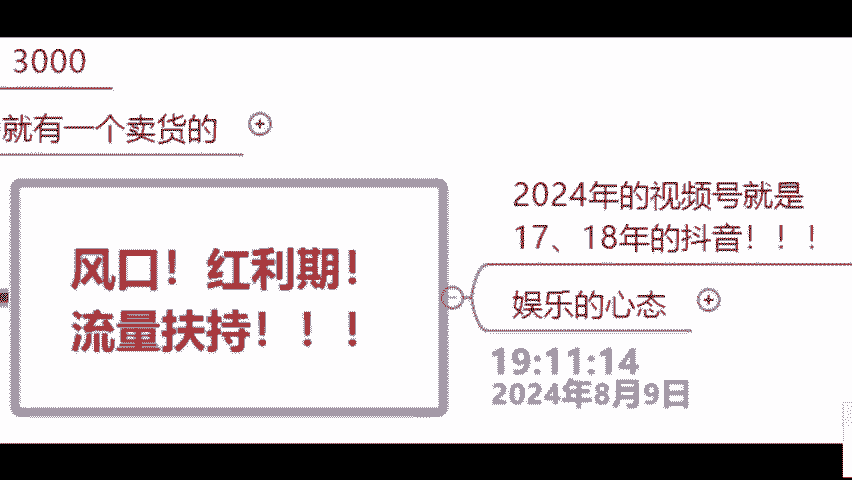 3000
就有一个卖货的
风口！红利期！
流量扶持！！！
2024年的视频号就是
17、18年的抖音！！！
娱乐的心态
19:11:14
2024年8月9日